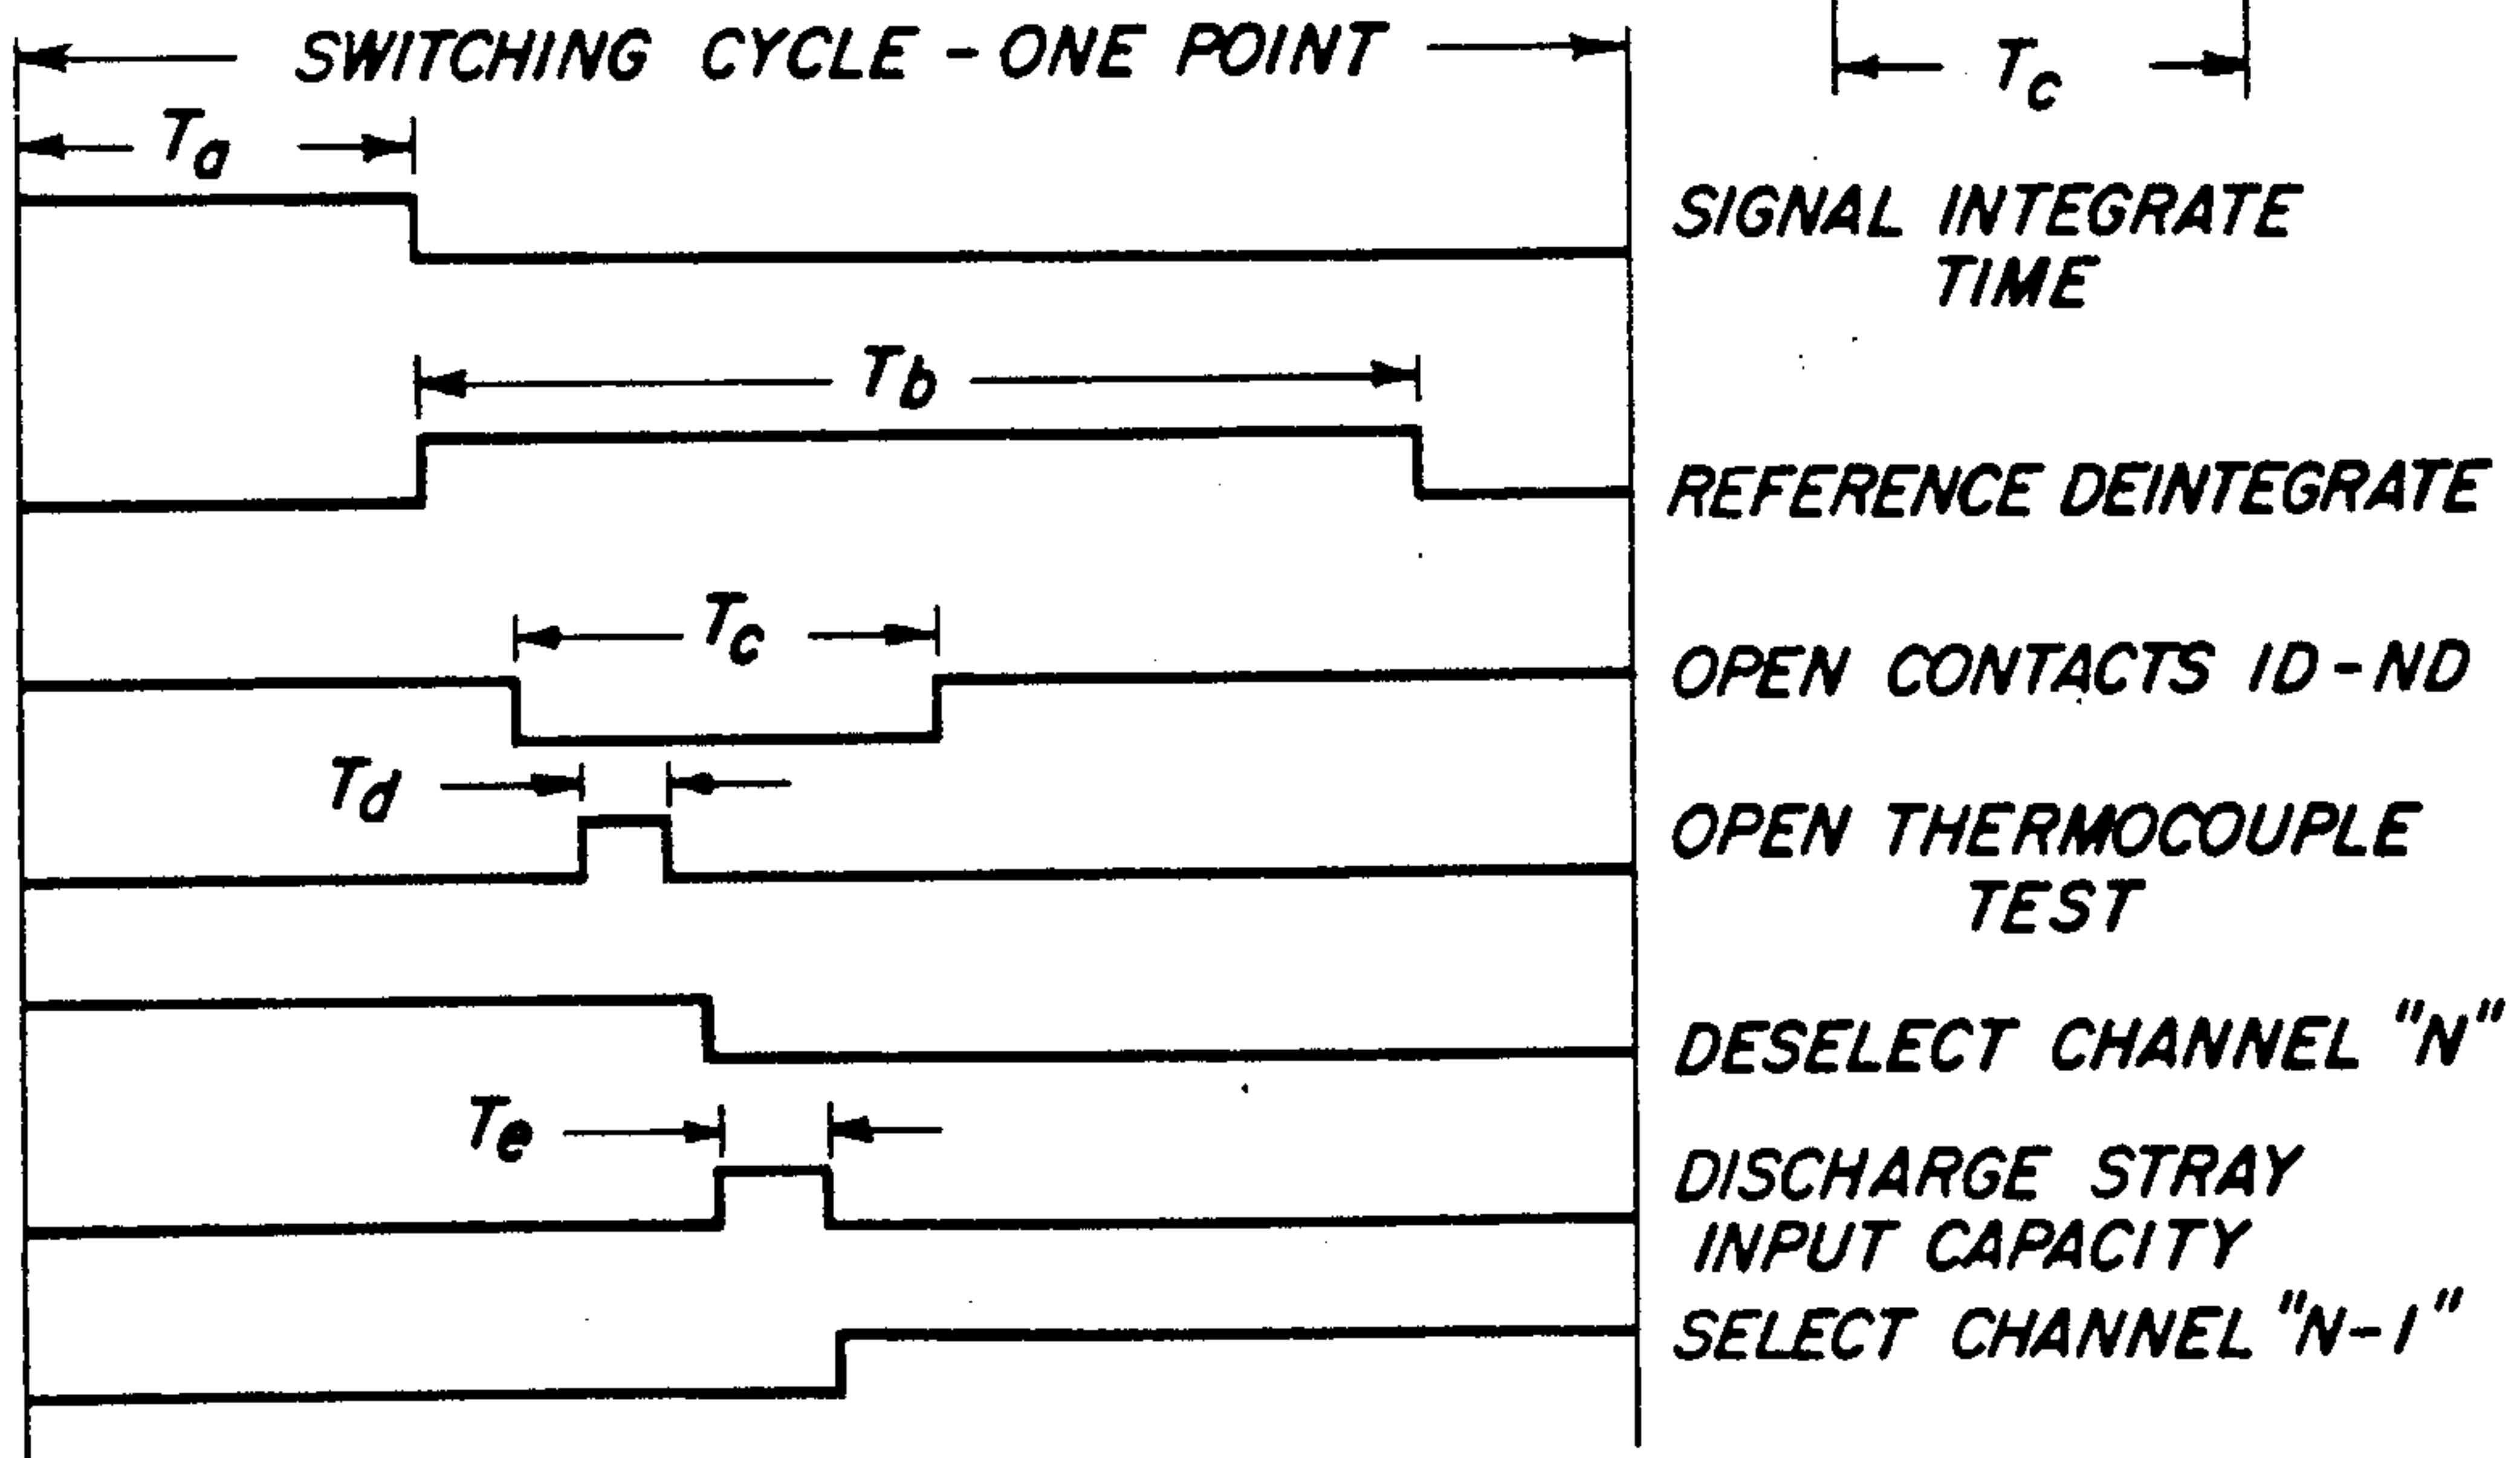 SWITCHING CYCLE - ONE POINT
Tc
Ta
SIGNAL INTEGRATE
TIME
Tb
REFERENCE DEINTEGRATE
Tc
OPEN CONTACTS 1D-ND
Td
OPEN THERMOCOUPLE
TEST
DESELECT CHANNEL "N"
Te
DISCHARGE STRAY
INPUT CAPACITY
SELECT CHANNEL "N-1"